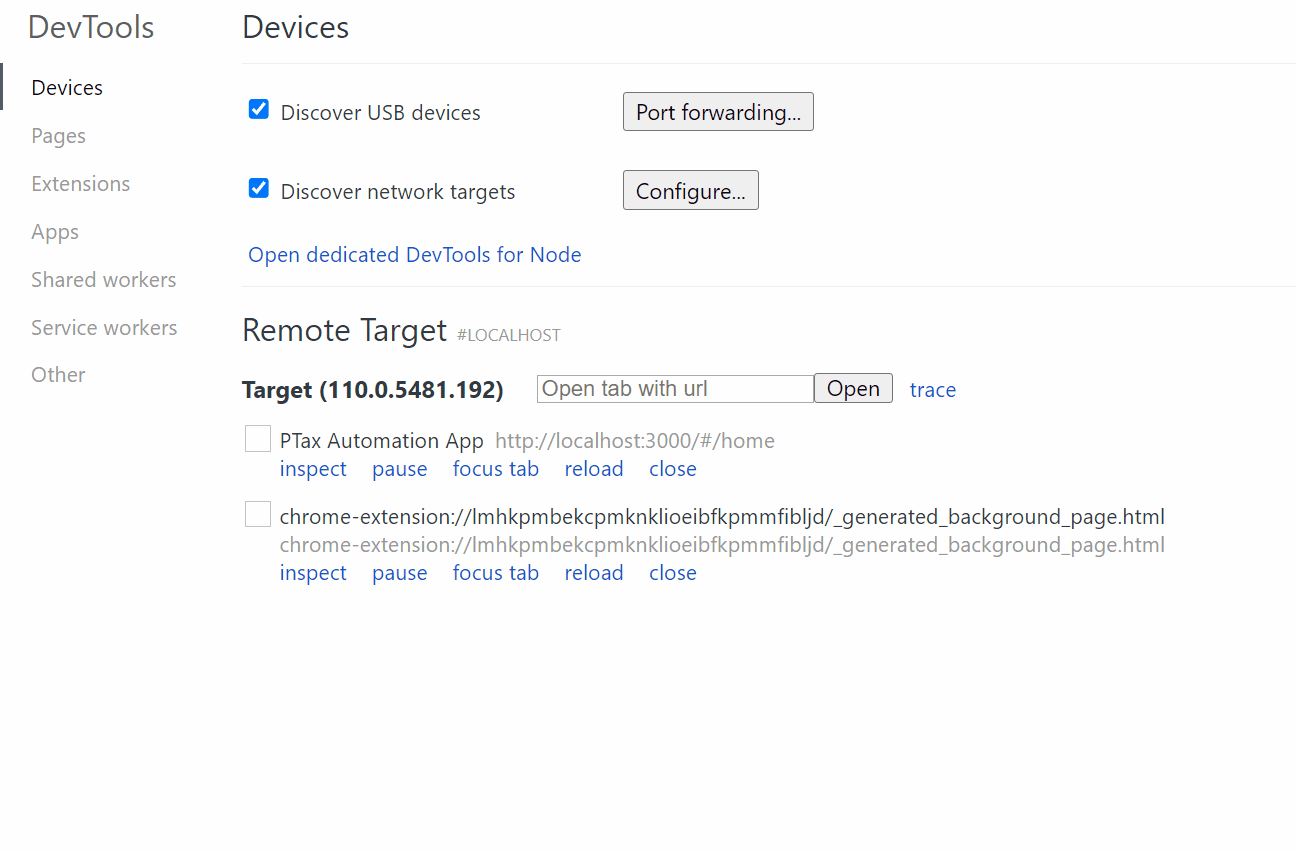 DevTools
Devices
Pages
Extensions
Apps
Shared workers
Service workers
Other
Devices
Discover USB devices
Port forwarding...
Discover network targets
Configure...
Open dedicated DevTools for Node
Remote Target #LOCALHOST
Target (110.0.5481.192)
Open tab with url
Open
trace
PTax Automation App http://localhost:3000/#/home
inspect pause focus tab reload close
chrome-extension://lmhkpmbekcpmknklioeibfkpmmfibljd/_generated_background_page.html
chrome-extension://lmhkpmbekcpmknklioeibfkpmmfibljd/_generated_background_page.html
inspect pause focus tab reload close